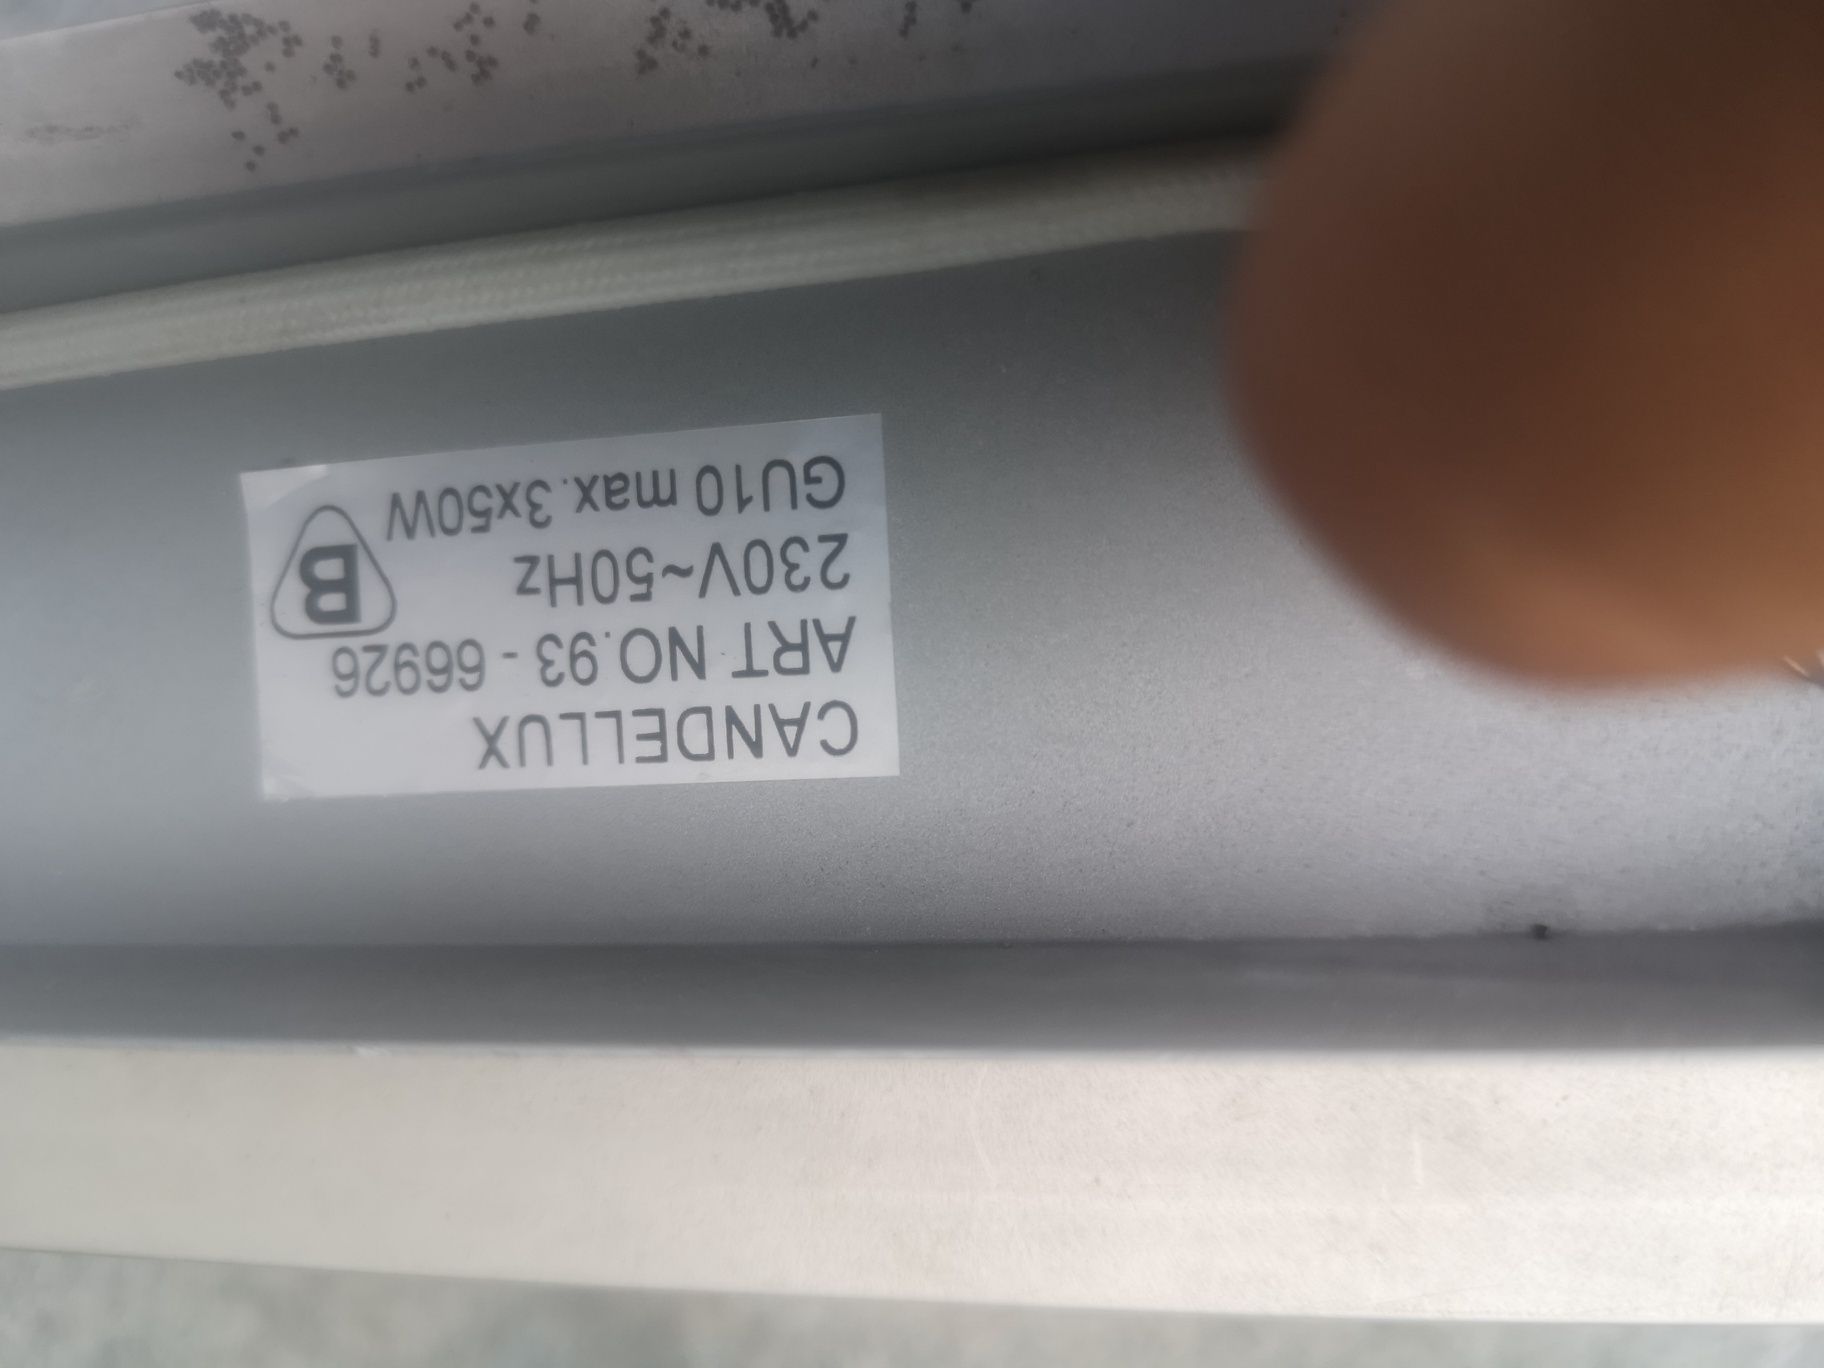 CANDELLUX
ART NO.93 - 66926
230V~50Hz
GU10 max.3x50W
B